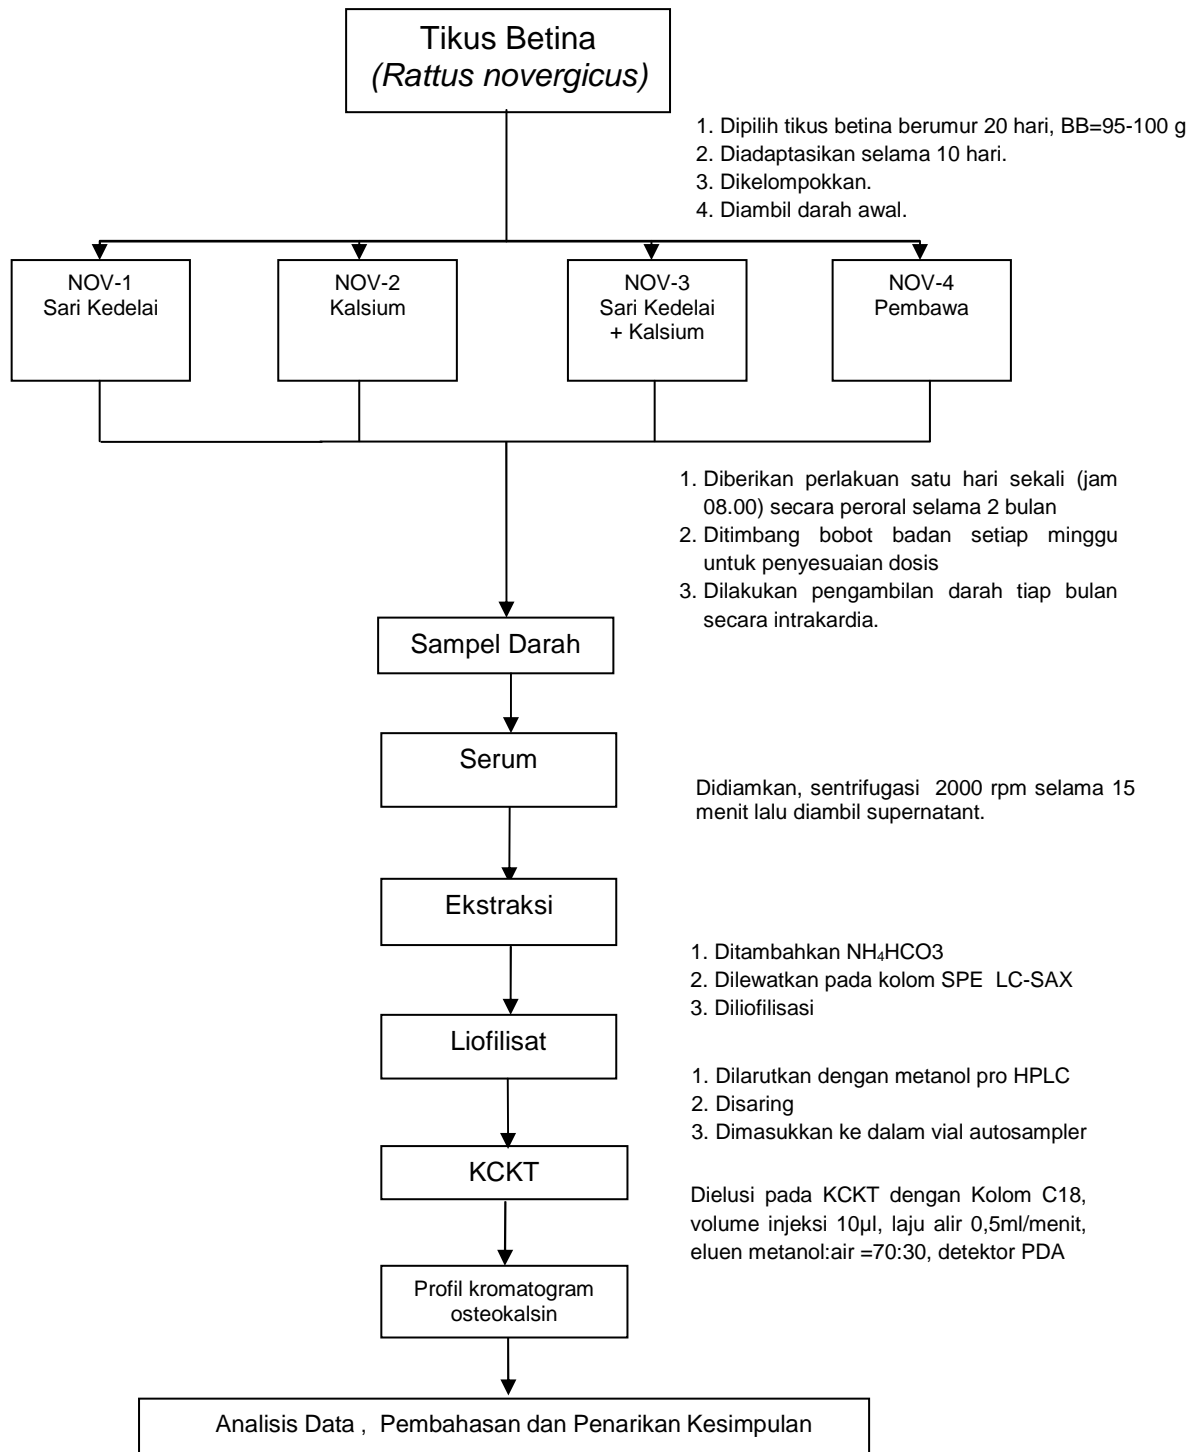 Tikus Betina
(Rattus novergicus)
1. Dipilih tikus betina berumur 20 hari, BB=95-100 g
2. Diadaptasikan selama 10 hari.
3. Dikelompokkan.
4. Diambil darah awal.
NOV-1
Sari Kedelai
NOV-2
Kalsium
NOV-3
Sari Kedelai
+ Kalsium
NOV-4
Pembawa
1. Diberikan perlakuan satu hari sekali (jam
08.00) secara peroral selama 2 bulan
2. Ditimbang bobot badan setiap minggu
untuk penyesuaian dosis
3. Dilakukan pengambilan darah tiap bulan
secara intrakardia.
Sampel Darah
Serum
Didiamkan, sentrifugasi 2000 rpm selama 15
menit lalu diambil supernatant.
Ekstraksi
1. Ditambahkan NH₄HCO3
2. Dilewatkan pada kolom SPE LC-SAX
3. Diliofilisasi
Liofilisat
1. Dilarutkan dengan metanol pro HPLC
2. Disaring
3. Dimasukkan ke dalam vial autosampler
KCKT
Dielusi pada KCKT dengan Kolom C18,
volume injeksi 10µl, laju alir 0,5ml/menit,
eluen metanol:air =70:30, detektor PDA
Profil kromatogram
osteokalsin
Analisis Data , Pembahasan dan Penarikan Kesimpulan